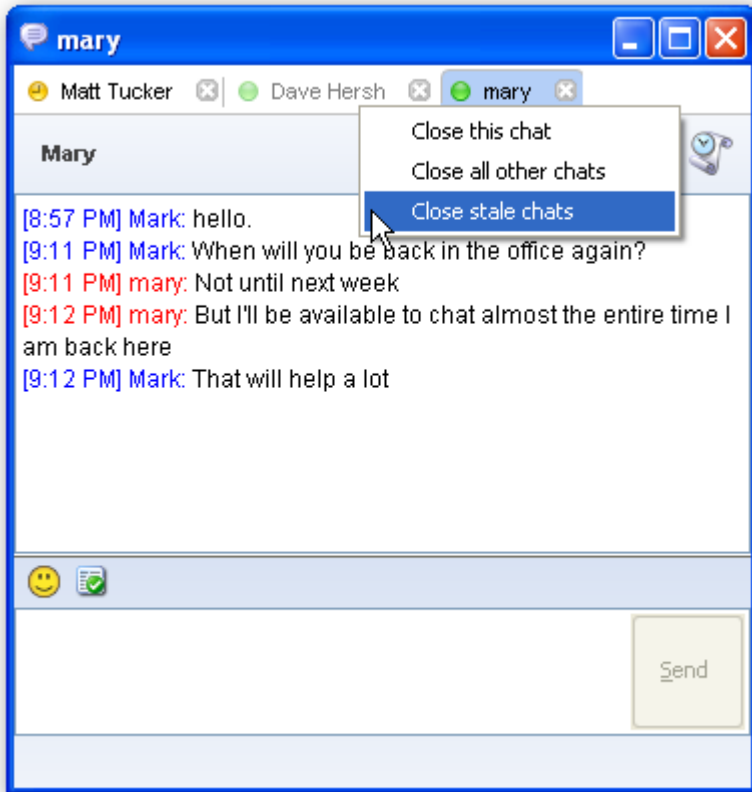 mary
Matt Tucker Dave Hersh mary
Close this chat
Mary
Close all other chats
Close stale chats
[8:57 PM] Mark: hello.
[9:11 PM] Mark: When will you be back in the office again?
[9:11 PM] mary: Not until next week
[9:12 PM] mary: But I'll be available to chat almost the entire time I
am back here
[9:12 PM] Mark: That will help a lot
Send